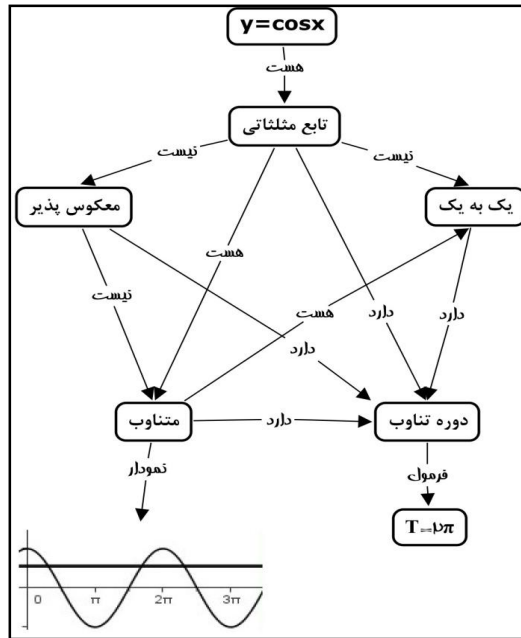 y=cosx
هست
تابع مثلثاتی
نیست
نیست
معکوس پذیر
یک به یک
هست
نیست
هست
دارد
دارد
دارد
متناوب
دارد
دوره تناوب
نمودار
فرمول
T=۲π
0 π 2π 3π